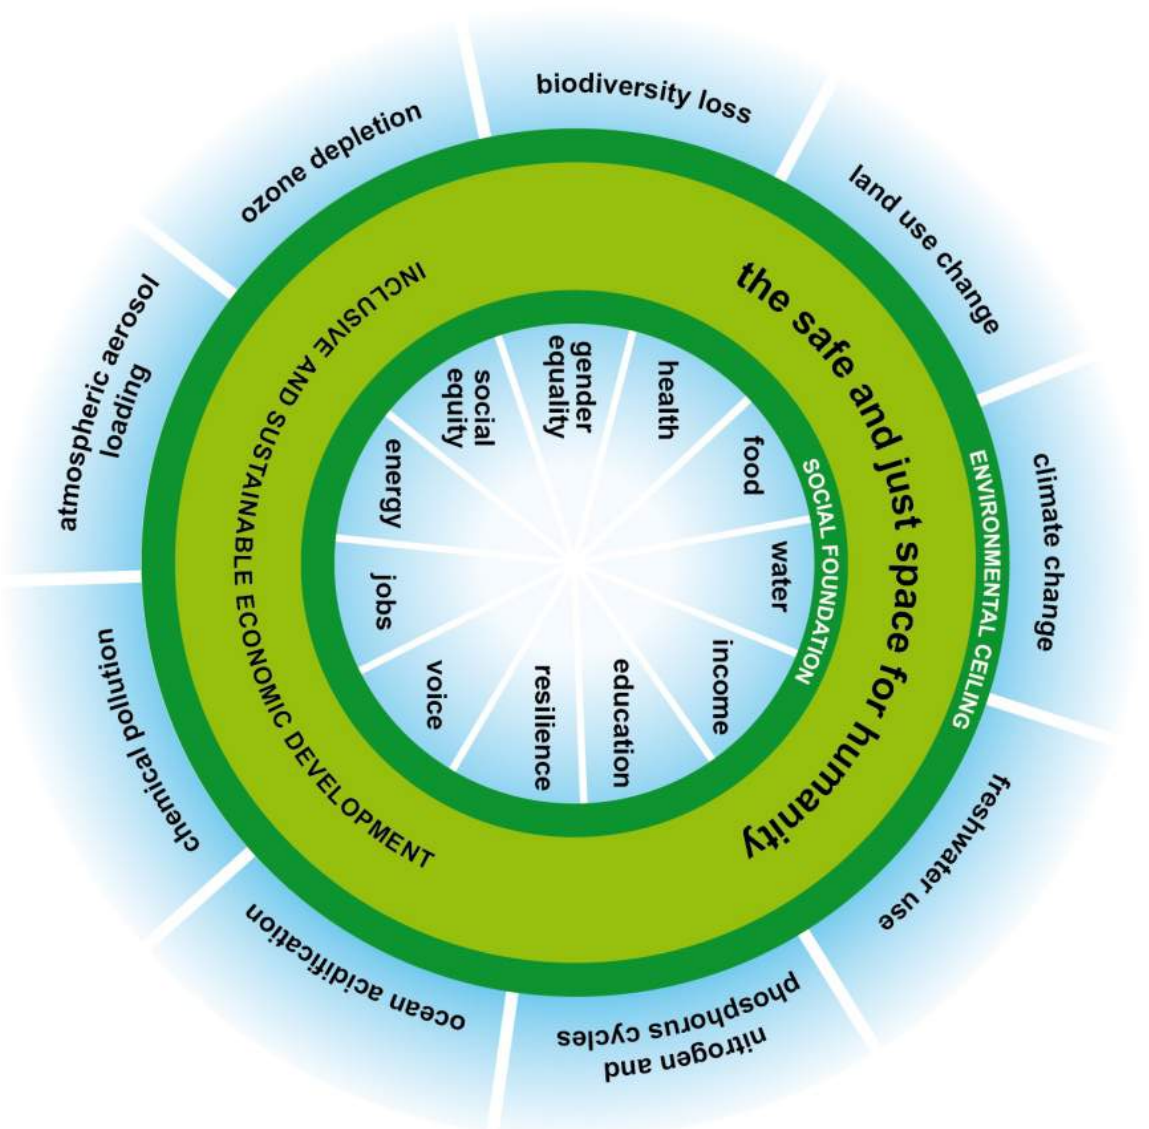 climate change
freshwater use
nitrogen and
phosphorus cycles
ocean acidification
chemical pollution
atmospheric aerosol
loading
ozone depletion
biodiversity loss
land use change
ENVIRONMENTAL CEILING
the safe and just space for humanity
INCLUSIVE AND SUSTAINABLE ECONOMIC DEVELOPMENT
SOCIAL FOUNDATION
water
income
education
resilience
voice
jobs
energy
social
equity
gender
equality
health
food